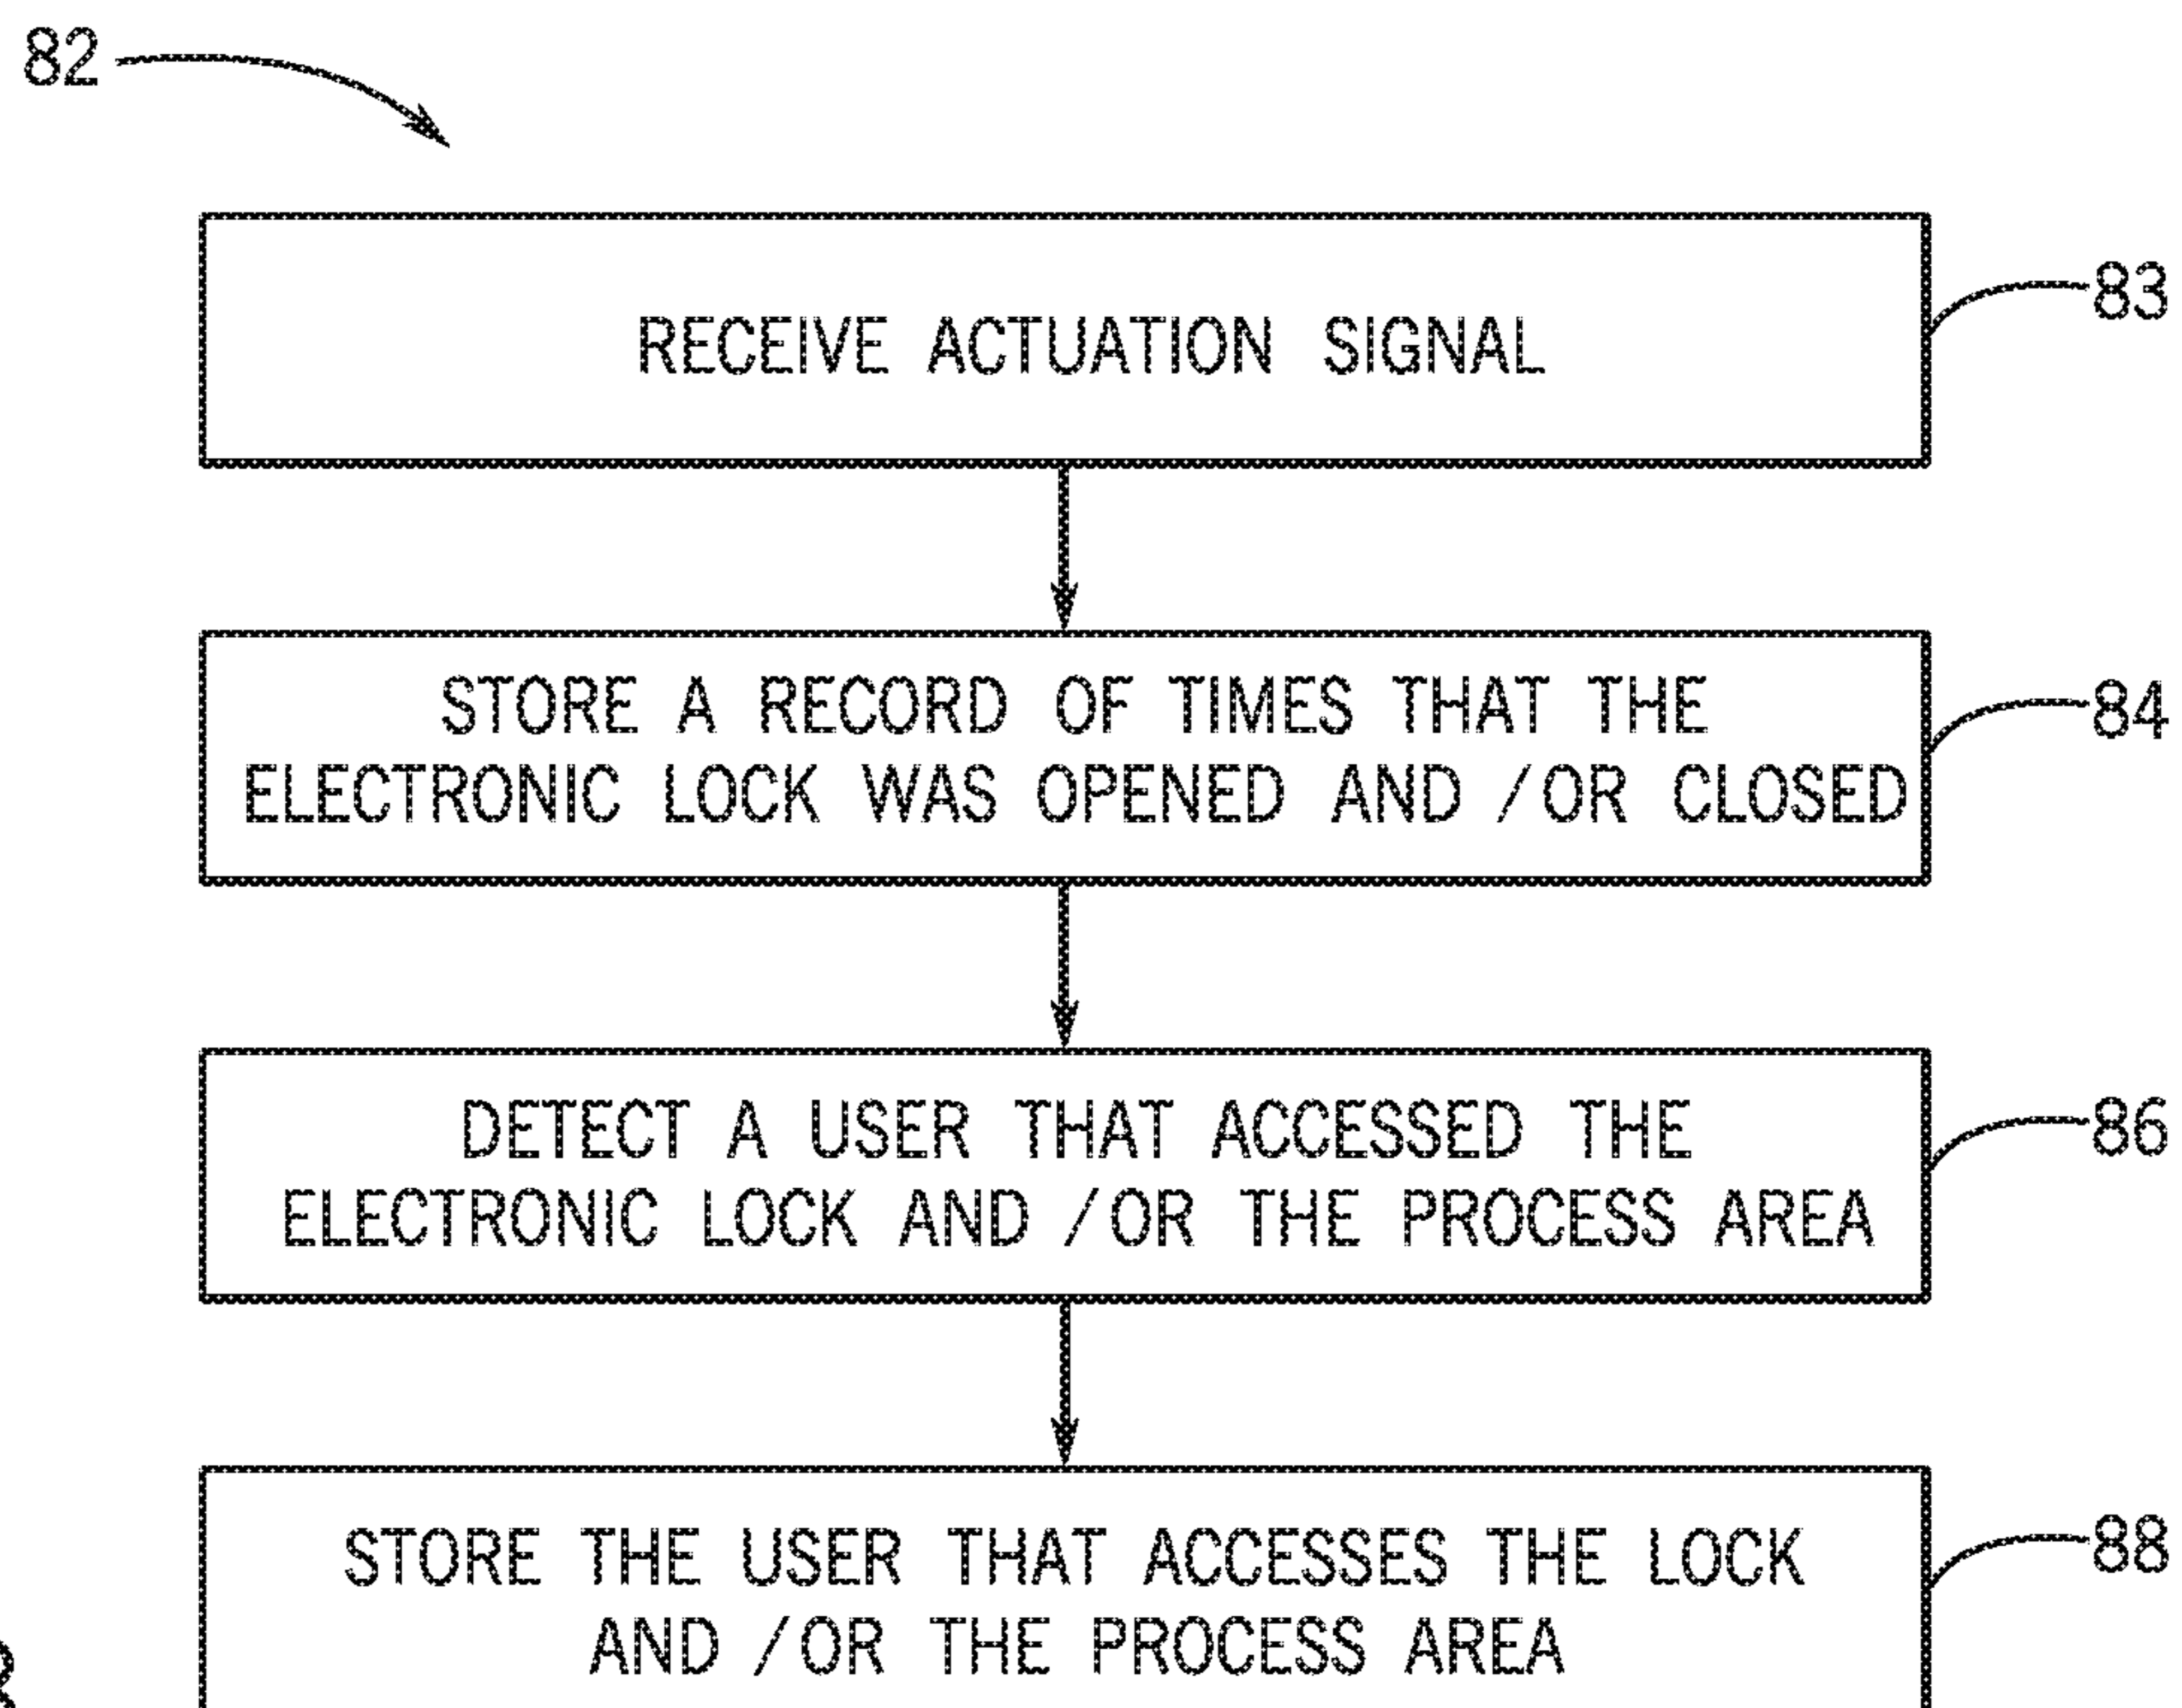 82
RECEIVE ACTUATION SIGNAL
83
STORE A RECORD OF TIMES THAT THE
ELECTRONIC LOCK WAS OPENED AND /OR CLOSED
84
DETECT A USER THAT ACCESSED THE
ELECTRONIC LOCK AND /OR THE PROCESS AREA
86
STORE THE USER THAT ACCESSES THE LOCK
AND /OR THE PROCESS AREA
88